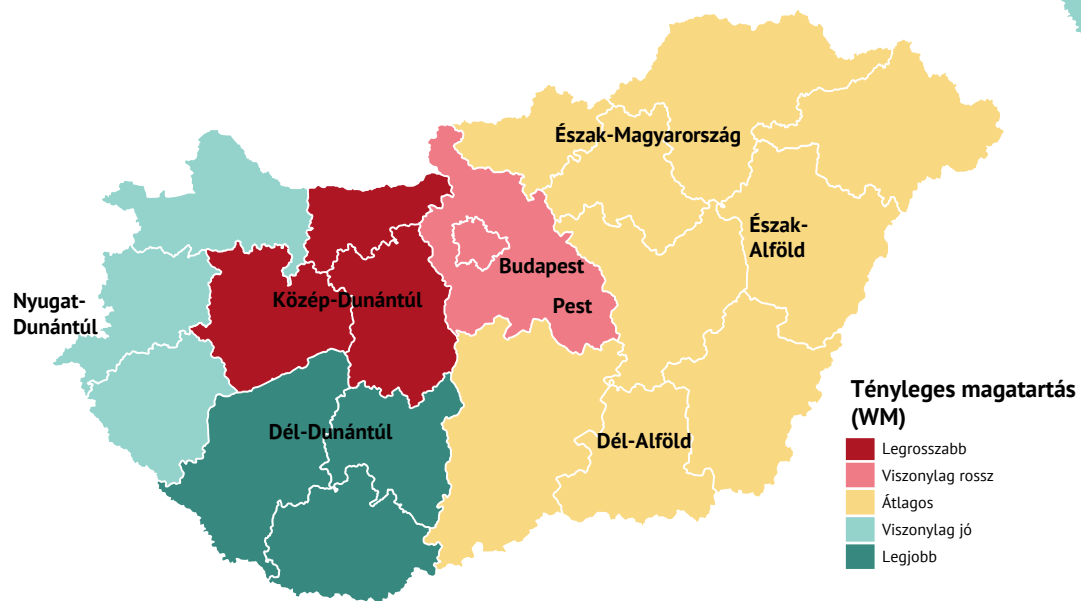 Észak-Magyarország
Észak-
Alföld
Budapest
Pest
Nyugat-
Dunántúl
Közép-Dunántúl
Dél-Dunántúl
Dél-Alföld
Tényleges magatartás
(WM)
Legrosszabb
Viszonylag rossz
Átlagos
Viszonylag jó
Legjobb